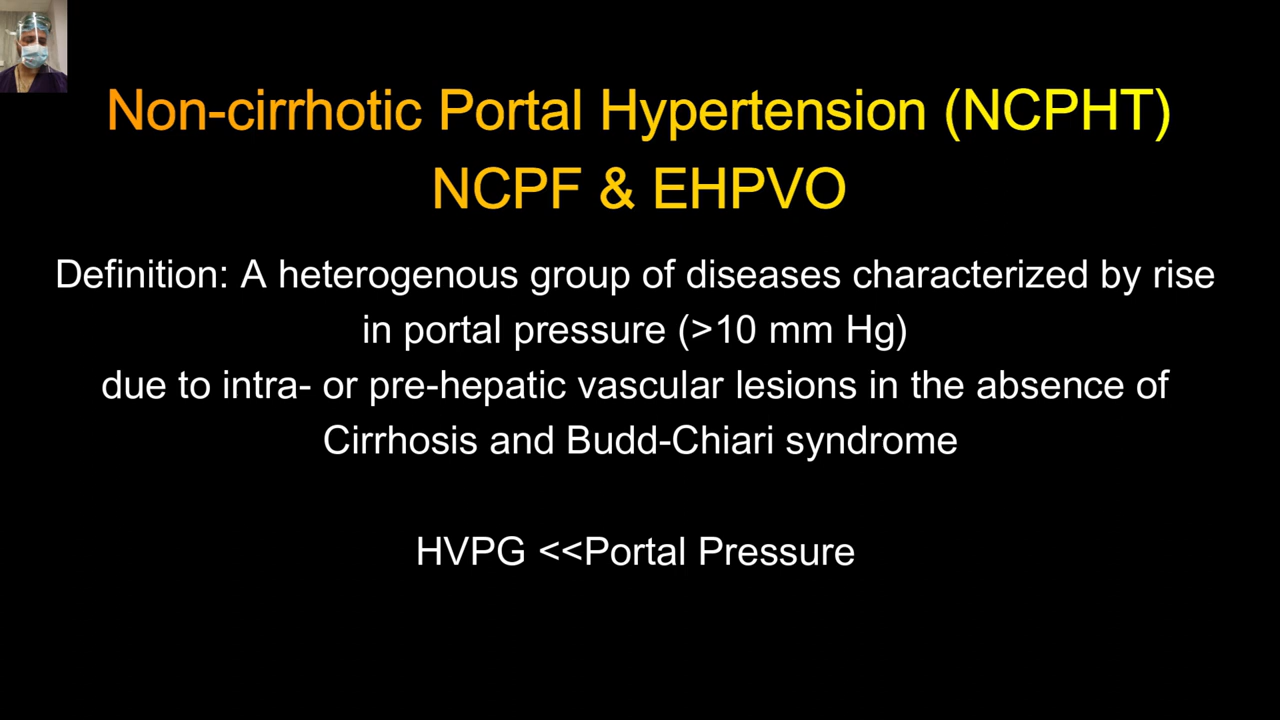 Non-cirrhotic Portal Hypertension (NCPHT)
NCPF & EHPVO
Definition: A heterogenous group of diseases characterized by rise
in portal pressure (>10 mm Hg)
due to intra- or pre-hepatic vascular lesions in the absence of
Cirrhosis and Budd-Chiari syndrome
HVPG <<Portal Pressure